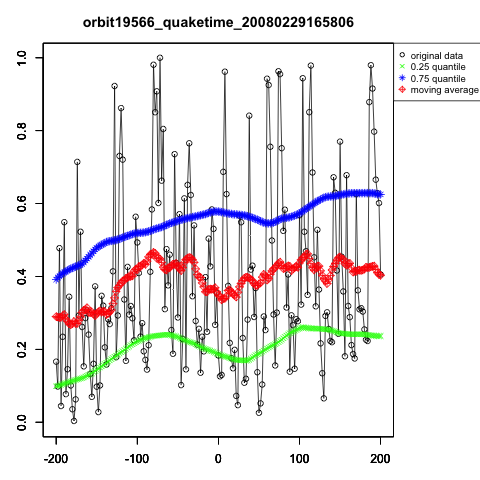 orbit19566_quaketime_20080229165806
original data
0.25 quantile
0.75 quantile
moving average
1.0
0.8
0.6
0.4
0.2
0.0
-200 -100 0 100 200